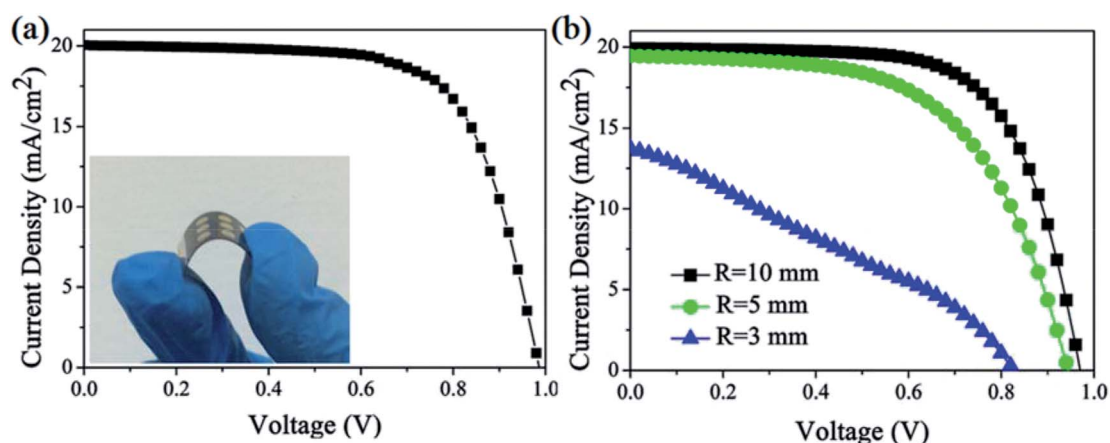 (a)
20
15
10
5
0
Current Density (mA/cm²)
0.0 0.2 0.4 0.6 0.8 1.0
Voltage (V)
(b)
20
15
10
5
0
Current Density (mA/cm²)
R=10 mm
R=5 mm
R=3 mm
0.0 0.2 0.4 0.6 0.8 1.0
Voltage (V)